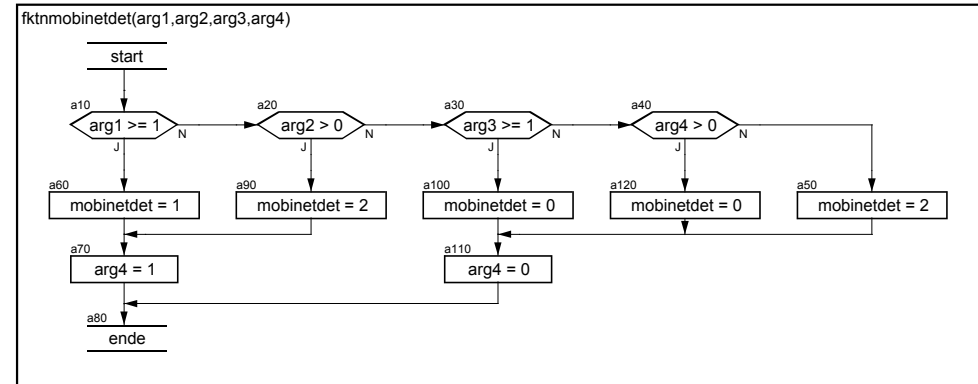 fktnmobinetdet(arg1,arg2,arg3,arg4)
start
a10
arg1 >= 1
N
J
a20
arg2 > 0
N
J
a30
arg3 >= 1
N
J
a40
arg4 > 0
N
J
a60
mobinetdet = 1
a90
mobinetdet = 2
a100
mobinetdet = 0
a120
mobinetdet = 0
a50
mobinetdet = 2
a70
arg4 = 1
a110
arg4 = 0
a80
ende